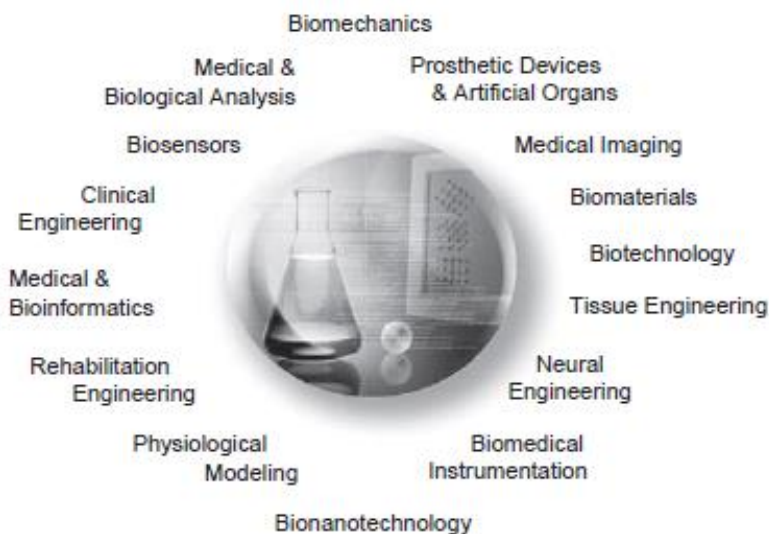 Biomechanics
Medical &
Biological Analysis
Prosthetic Devices
& Artificial Organs
Biosensors
Medical Imaging
Clinical
Engineering
Biomaterials
Biotechnology
Medical &
Bioinformatics
Tissue Engineering
Rehabilitation
Engineering
Neural
Engineering
Physiological
Modeling
Biomedical
Instrumentation
Bionanotechnology